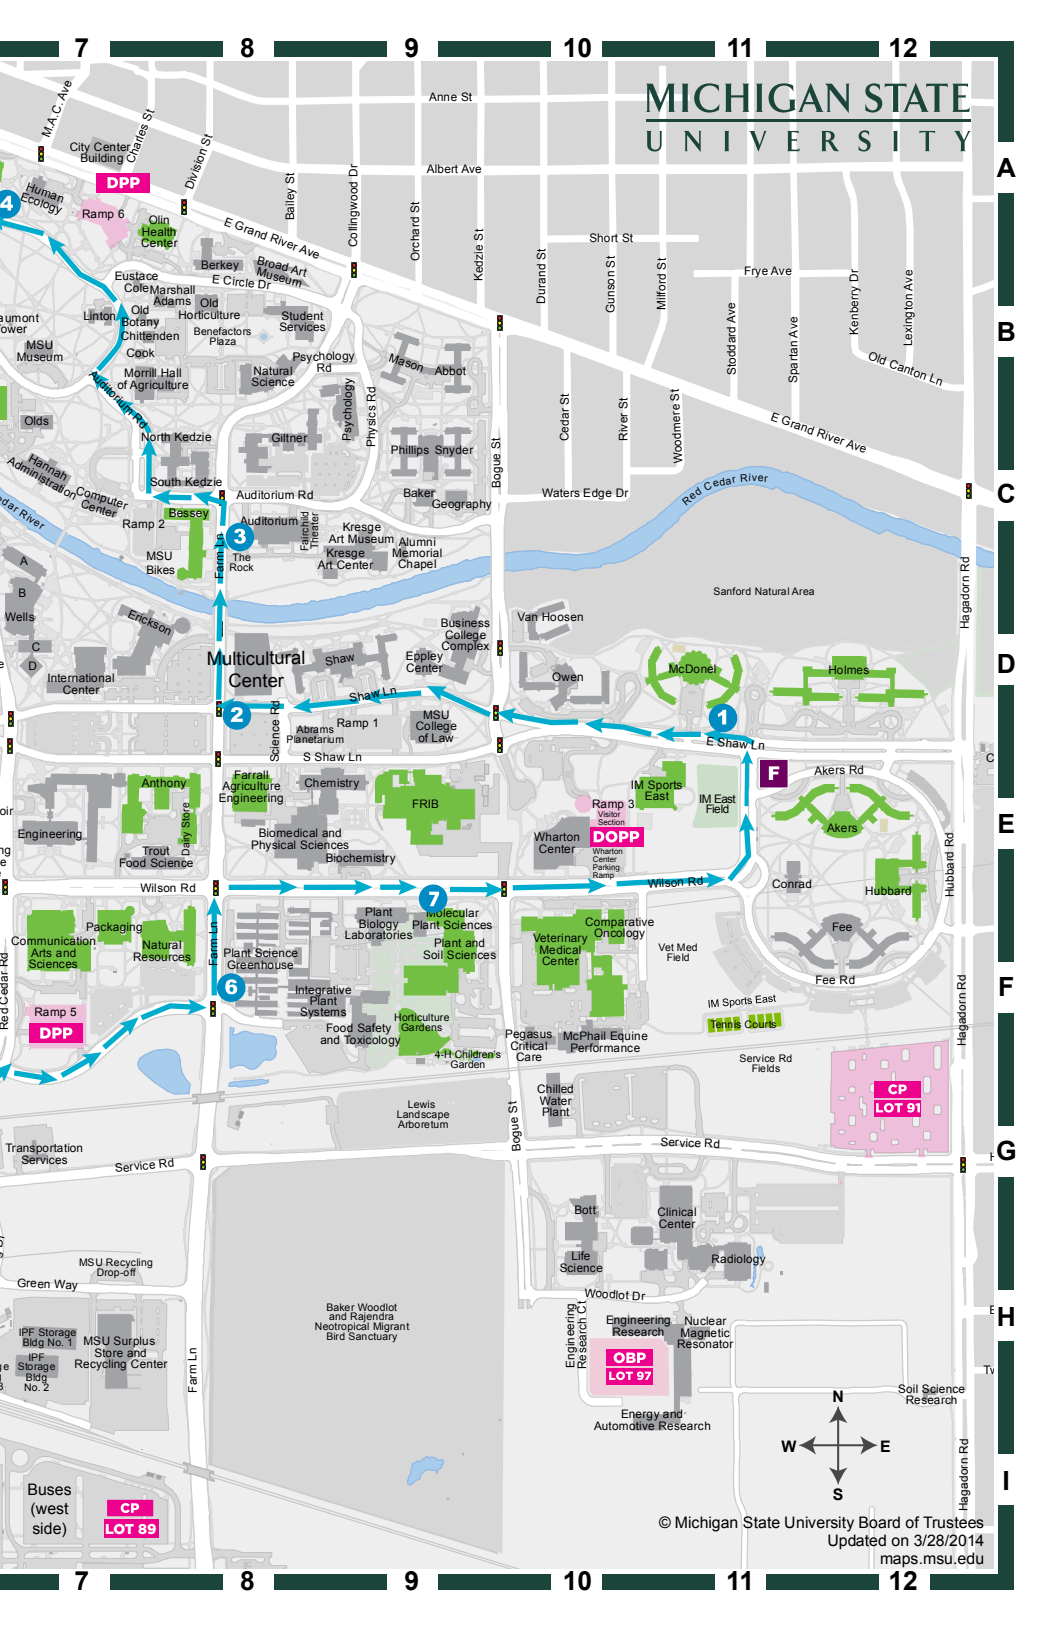 7 8 9 10 11 12
MICHIGAN STATE
UNIVERSITY
A
B
C
D
E
F
G
H
I
M.A.C. Ave
Charles St
Division St
Bailey St
Collingwood Dr
Orchard St
Kedzie St
Anne St
Albert Ave
City Center
Building
DPP
4
Human
Ecology
Ramp 6
Olin
Health
Center
E Grand River Ave
Berkey
Broad Art
Museum
E Circle Dr
Durand St
Short St
Gunson St
Milford St
Frye Ave
Stoddard Ave
Spartan Ave
Kenberry Dr
Lexington Ave
Old Canton Ln
Eustace
Cole
Marshall
Adams
Old
Horticulture
Linton
Old
Botany
Chittenden
Benefactors
Plaza
Student
Services
aumont
ower
MSU
Museum
Cook
Morrill Hall
of Agriculture
Natural
Science
Psychology
Rd
Mason
Abbot
Auditorium Rd
Psychology
Physics Rd
Olds
North Kedzie
Giltner
Phillips
Snyder
Bogue St
Cedar St
River St
Woodmere St
E Grand River Ave
Hannah
Administration
Computer
Center
South Kedzie
Auditorium Rd
Baker
Geography
Waters Edge Dr
Red Cedar River
edar River
Ramp 2
Bessey
Auditorium
Fairchild
Theater
Kresge
Art Museum
Kresge
Art Center
Alumni
Memorial
Chapel
3
The
Rock
Farm Ln
MSU
Bikes
Sanford Natural Area
Hagadorn Rd
A
B
Wells
C
D
Erickson
International
Center
Multicultural
Center
Shaw
Eppley
Center
Business
College
Complex
Van Hoosen
Owen
McDonel
Holmes
Shaw Ln
2
Science Rd
Abrams
Planetarium
Ramp 1
MSU
College
of Law
S Shaw Ln
1
E Shaw Ln
F
Akers Rd
Anthony
Dairy Store
Farrall
Agriculture
Engineering
Chemistry
FRIB
Engineering
Trout
Food Science
Biomedical and
Physical Sciences
Biochemistry
IM Sports
East
IM East
Field
Ramp 3
Visitor
Section
DOPP
Wharton
Center
Wharton
Center
Parking
Ramp
Akers
Conrad
Hubbard
Hubbard Rd
Wilson Rd
7
Wilson Rd
Fee
Fee Rd
Communication
Arts and
Sciences
Packaging
Natural
Resources
Farm Ln
Plant Science
Greenhouse
Plant
Biology
Laboratories
Molecular
Plant Sciences
Plant and
Soil Sciences
Veterinary
Medical
Center
Comparative
Oncology
Vet Med
Field
6
Integrative
Plant
Systems
Food Safety
and Toxicology
Horticulture
Gardens
4-H Children's
Garden
Pegasus
Critical
Care
McPhail Equine
Performance
IM Sports East
Tennis Courts
Service Rd
Fields
Hagadorn Rd
Red Cedar Rd
Ramp 5
DPP
CP
LOT 91
Lewis
Landscape
Arboretum
Chilled
Water
Plant
Bogue St
Transportation
Services
Service Rd
Service Rd
Bott
Life
Science
Clinical
Center
Radiology
Woodlot Dr
Green Way
MSU Recycling
Drop-off
IPF Storage
Bldg No. 1
IPF
Storage
Bldg
No. 2
MSU Surplus
Store and
Recycling Center
Farm Ln
Baker Woodlot
and Rajendra
Neotropical Migrant
Bird Sanctuary
Engineering
Research Ct
Engineering
Research
Nuclear
Magnetic
Resonator
OBP
LOT 97
Energy and
Automotive Research
Soil Science
Research
N
W E
S
Hagadorn Rd
Buses
(west
side)
CP
LOT 89
© Michigan State University Board of Trustees
Updated on 3/28/2014
maps.msu.edu
7 8 9 10 11 12